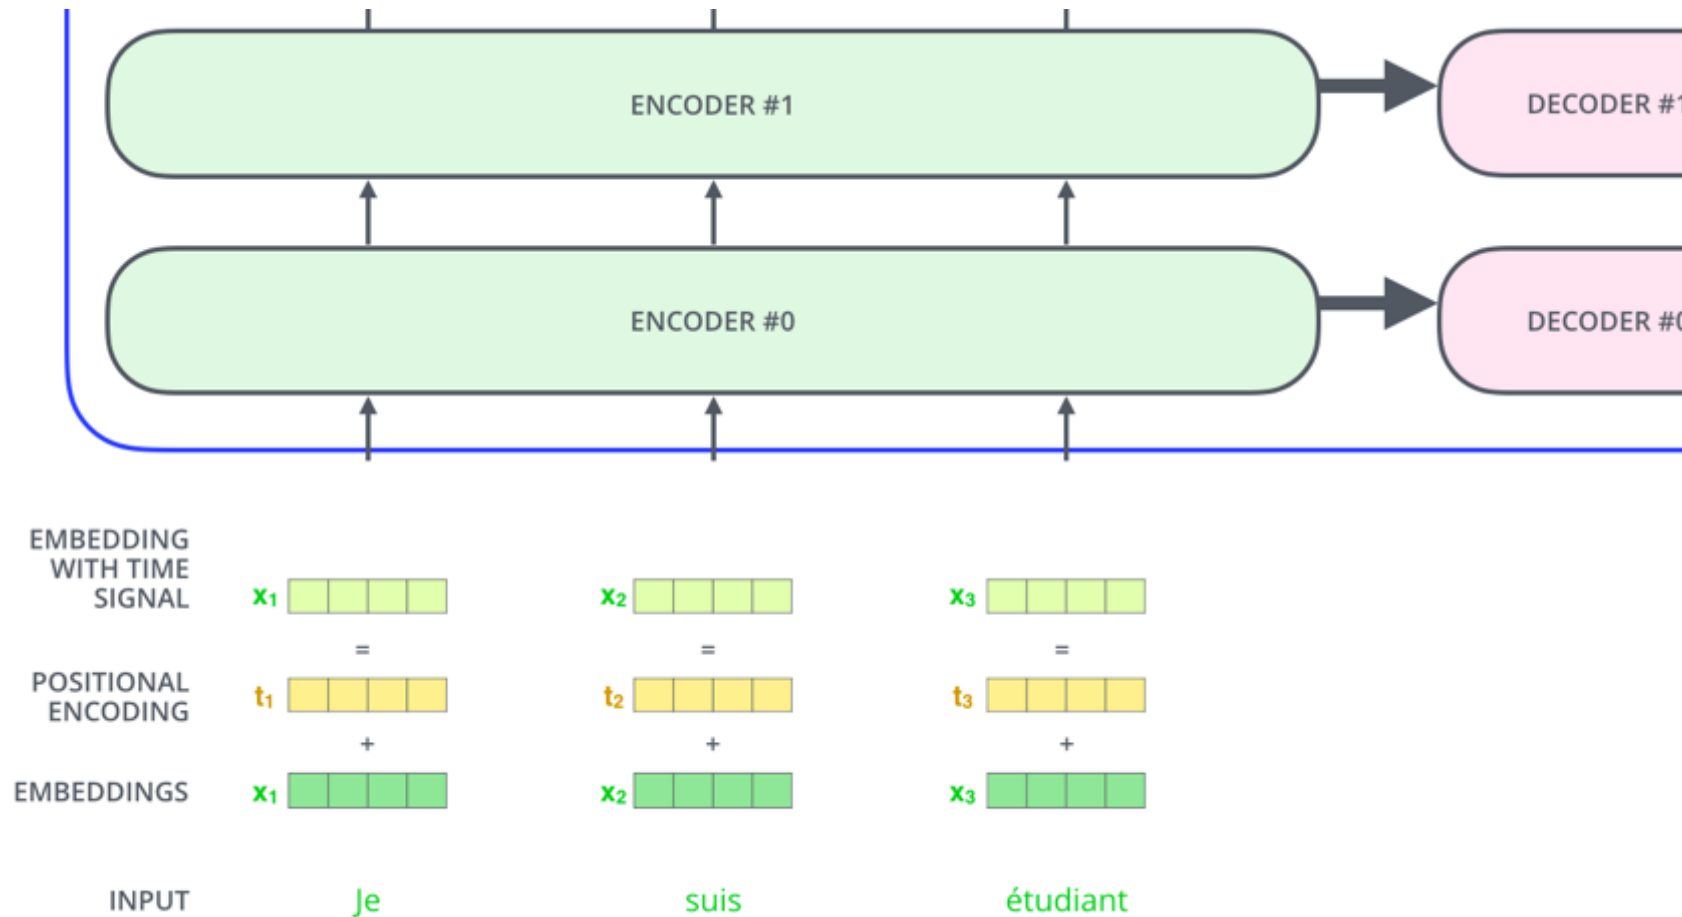 ENCODER #1
DECODER #1
ENCODER #0
DECODER #0
EMBEDDING
WITH TIME
SIGNAL
x1
x2
x3
= = =
POSITIONAL
ENCODING
t1
t2
t3
+ + +
EMBEDDINGS
x1
x2
x3
INPUT
Je
suis
étudiant